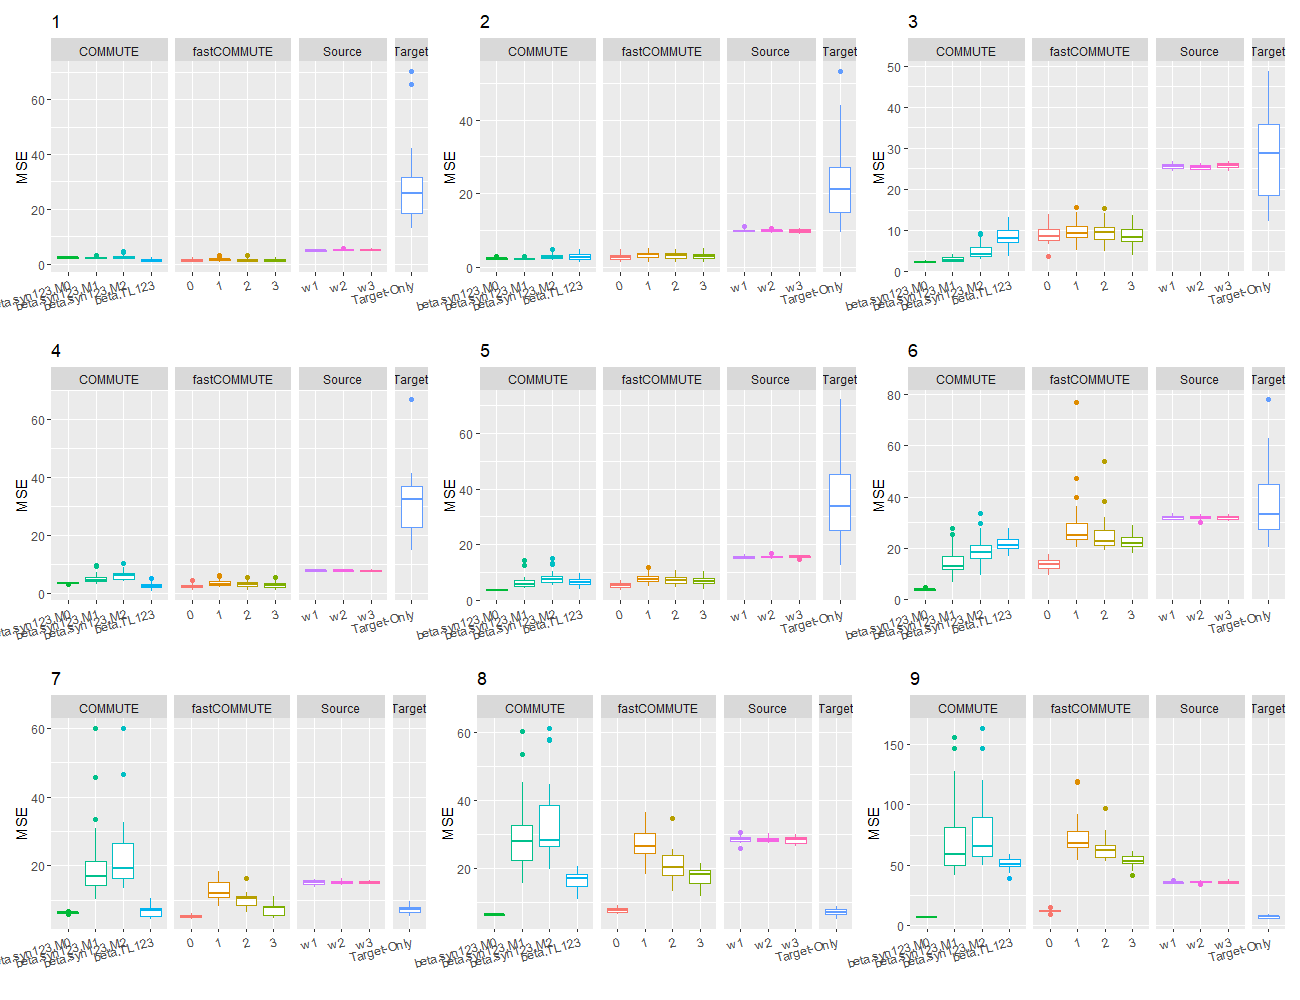 1
COMMUTE
fastCOMMUTE
Source
Target
MSE
60
40
20
0
beta.syn123.M0
beta.syn123.M1
beta.syn123.M2
beta.TL123
0
1
2
3
w1
w2
w3
Target-Only
2
COMMUTE
fastCOMMUTE
Source
Target
MSE
40
20
0
beta.syn123.M0
beta.syn123.M1
beta.syn123.M2
beta.TL123
0
1
2
3
w1
w2
w3
Target-Only
3
COMMUTE
fastCOMMUTE
Source
Target
MSE
50
40
30
20
10
0
beta.syn123.M0
beta.syn123.M1
beta.syn123.M2
beta.TL123
0
1
2
3
w1
w2
w3
Target-Only
4
COMMUTE
fastCOMMUTE
Source
Target
MSE
60
40
20
0
beta.syn123.M0
beta.syn123.M1
beta.syn123.M2
beta.TL123
0
1
2
3
w1
w2
w3
Target-Only
5
COMMUTE
fastCOMMUTE
Source
Target
MSE
60
40
20
0
beta.syn123.M0
beta.syn123.M1
beta.syn123.M2
beta.TL123
0
1
2
3
w1
w2
w3
Target-Only
6
COMMUTE
fastCOMMUTE
Source
Target
MSE
80
60
40
20
0
beta.syn123.M0
beta.syn123.M1
beta.syn123.M2
beta.TL123
0
1
2
3
w1
w2
w3
Target-Only
7
COMMUTE
fastCOMMUTE
Source
Target
MSE
60
40
20
beta.syn123.M0
beta.syn123.M1
beta.syn123.M2
beta.TL123
0
1
2
3
w1
w2
w3
Target-Only
8
COMMUTE
fastCOMMUTE
Source
Target
MSE
60
40
20
beta.syn123.M0
beta.syn123.M1
beta.syn123.M2
beta.TL123
0
1
2
3
w1
w2
w3
Target-Only
9
COMMUTE
fastCOMMUTE
Source
Target
MSE
150
100
50
0
beta.syn123.M0
beta.syn123.M1
beta.syn123.M2
beta.TL123
0
1
2
3
w1
w2
w3
Target-Only